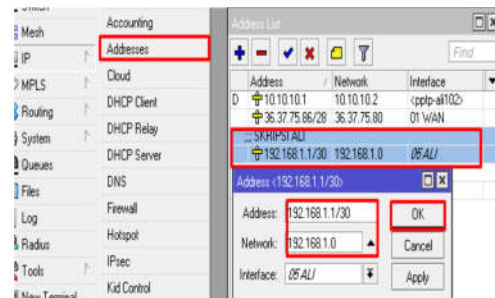 Mesh
IP
MPLS
Routing
System
Queues
Files
Log
Radius
Tools
New Terminal
Accounting
Addresses
Cloud
DHCP Client
DHCP Relay
DHCP Server
DNS
Firewall
Hotspot
IPsec
Kid Control
Address List
Find
Address / Network Interface
D 10.10.10.1 10.10.10.2 <pptp-ali102>
36.37.75.86/28 36.37.75.80 01 WAN
::: SKRIPSI ALI
192.168.1.1/30 192.168.1.0 05 ALI
Address <192.168.1.1/30>
Address: 192.168.1.1/30 OK
Network: 192.168.1.0 Cancel
Interface: 05 ALI Apply